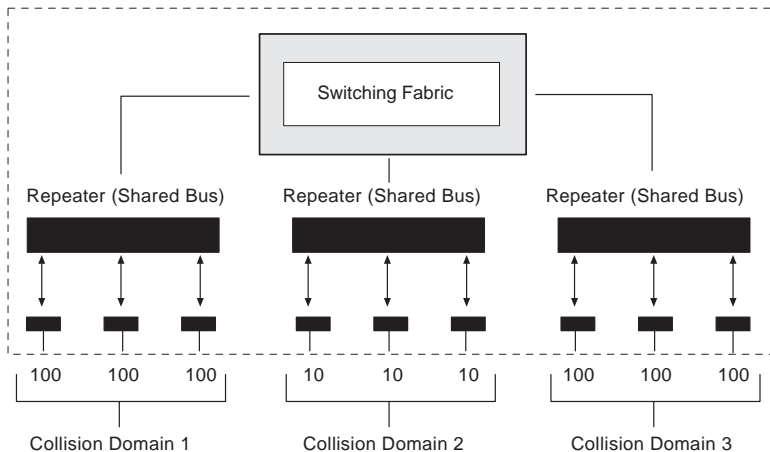 Switching Fabric
Repeater (Shared Bus) Repeater (Shared Bus) Repeater (Shared Bus)
100 100 100 10 10 10 100 100 100
Collision Domain 1 Collision Domain 2 Collision Domain 3